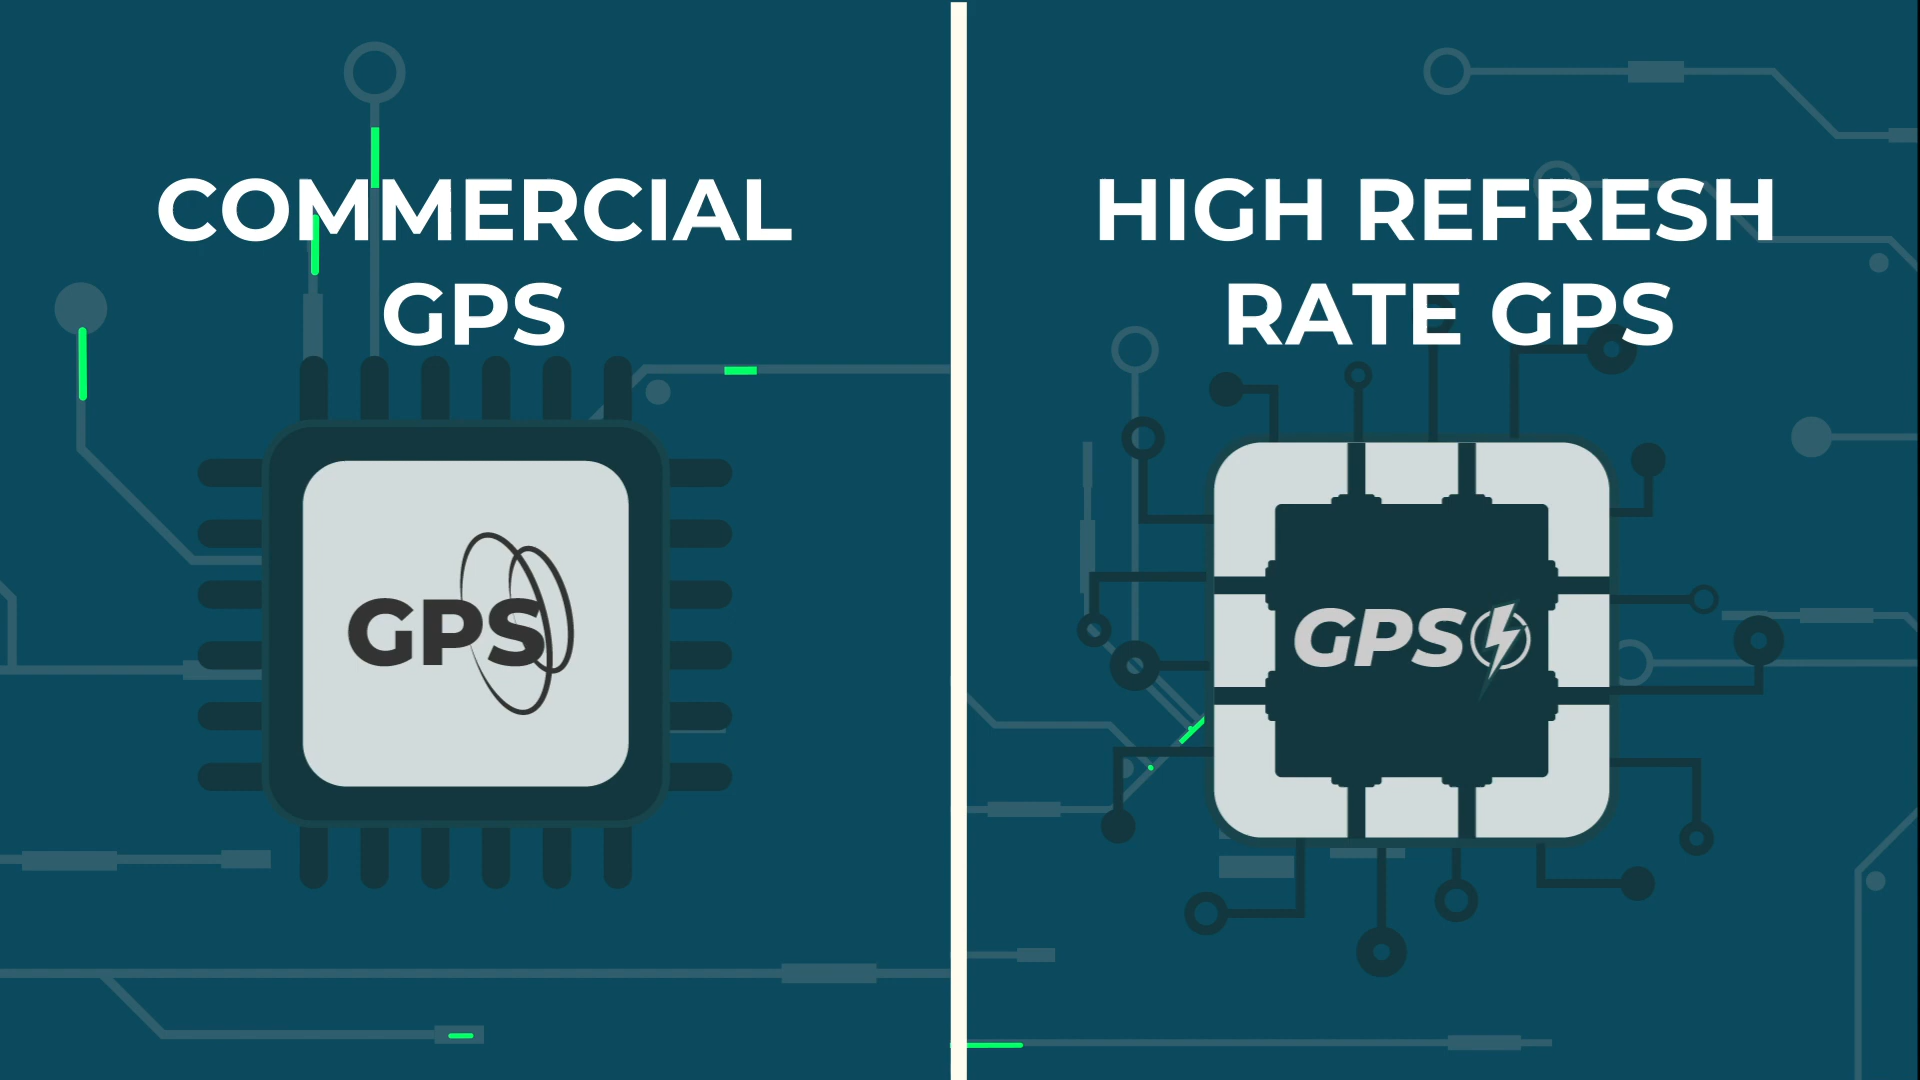 COMMERCIAL
GPS
GPS
HIGH REFRESH
RATE GPS
GPS